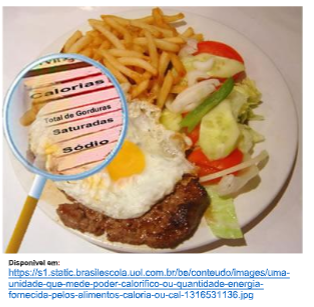 Calorias
Total de Gorduras
Saturadas
Sódio
Disponível em:
https://s1.static.brasilescola.uol.com.br/be/conteudo/images/uma-
unidade-que-mede-poder-calorifico-ou-quantidade-energia-
fornecida-pelos-alimentos-caloria-ou-cal-1316531136.jpg